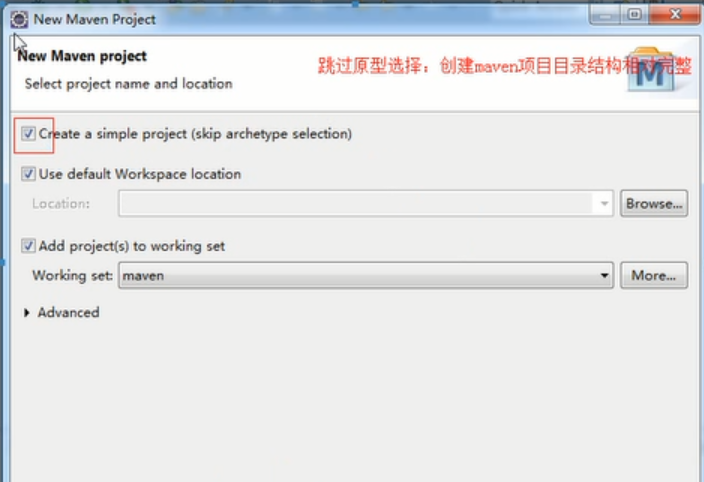 New Maven Project
New Maven project
跳过原型选择：创建maven项目目录结构相对完整
Select project name and location
Create a simple project (skip archetype selection)
Use default Workspace location
Location:
Browse...
Add project(s) to working set
Working set: maven
More...
Advanced